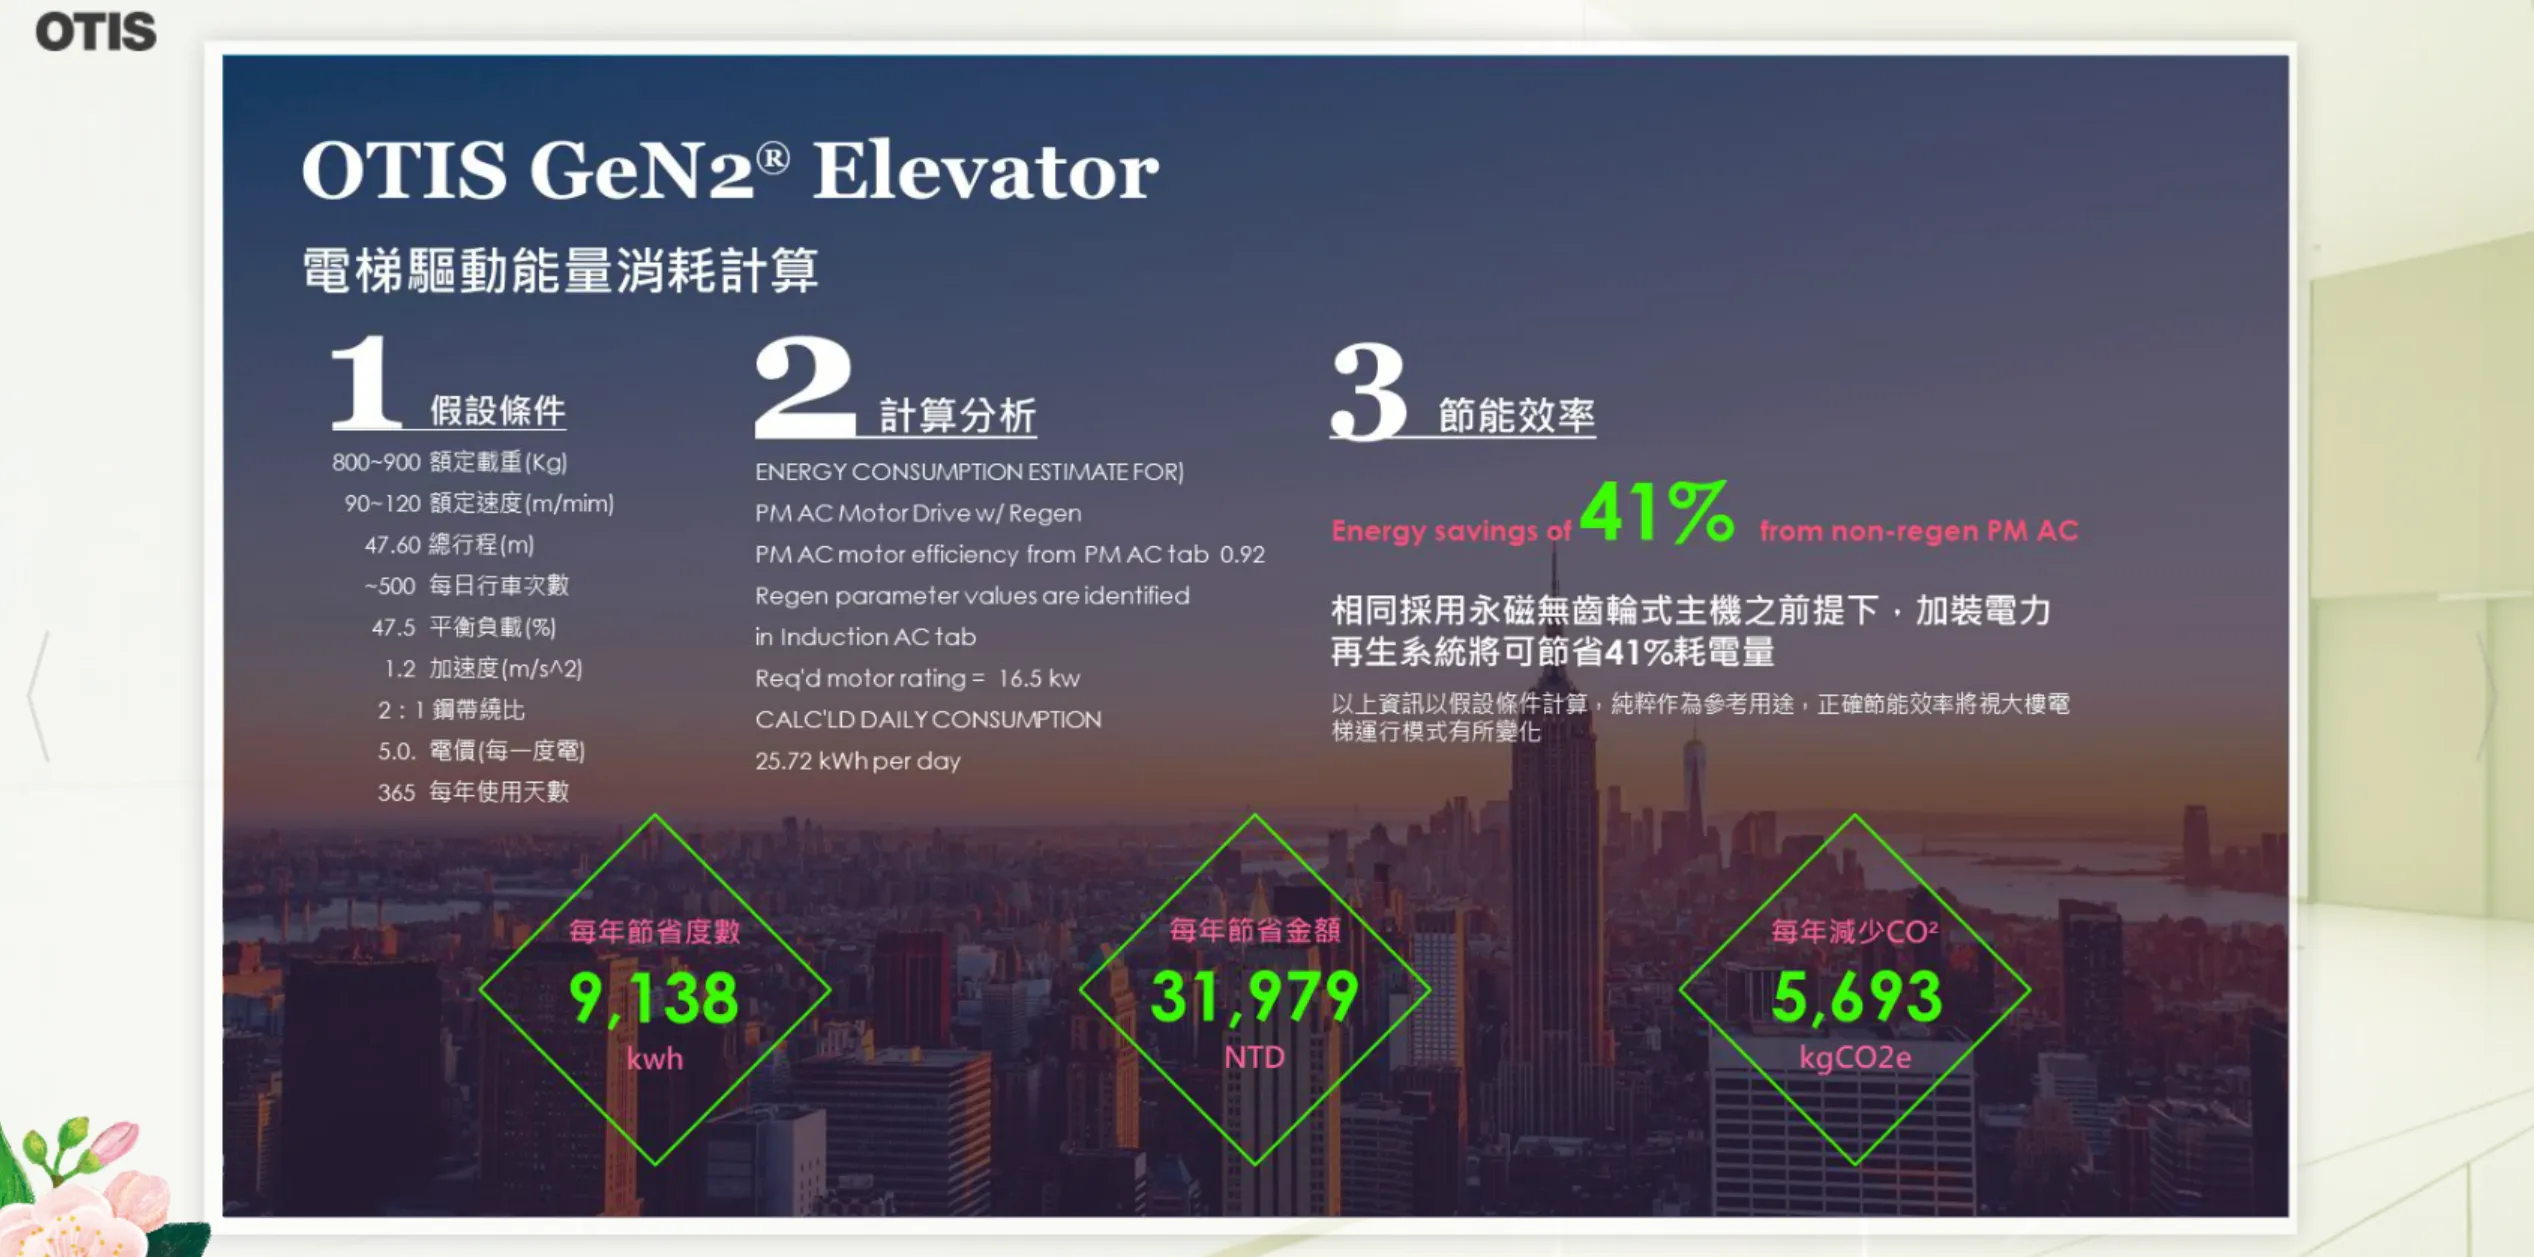 OTIS
OTIS GeN2® Elevator
電梯驅動能量消耗計算
1 假設條件
800~900 額定載重(Kg)
90~120 額定速度(m/mim)
47.60 總行程(m)
~500 每日行車次數
47.5 平衡負載(%)
1.2 加速度(m/s^2)
2 : 1 鋼帶繞比
5.0. 電價(每一度電)
365 每年使用天數
2 計算分析
ENERGY CONSUMPTION ESTIMATE FOR)
PM AC Motor Drive w/ Regen
PM AC motor efficiency from PM AC tab 0.92
Regen parameter values are identified
in Induction AC tab
Req'd motor rating = 16.5 kw
CALC'LD DAILY CONSUMPTION
25.72 kWh per day
3 節能效率
Energy savings of 41% from non-regen PM AC
相同採用永磁無齒輪式主機之前提下，加裝電力
再生系統將可節省41%耗電量
以上資訊以假設條件計算，純粹作為參考用途，正確節能效率將視大樓電
梯運行模式有所變化
每年節省度數
9,138
kwh
每年節省金額
31,979
NTD
每年減少CO²
5,693
kgCO2e